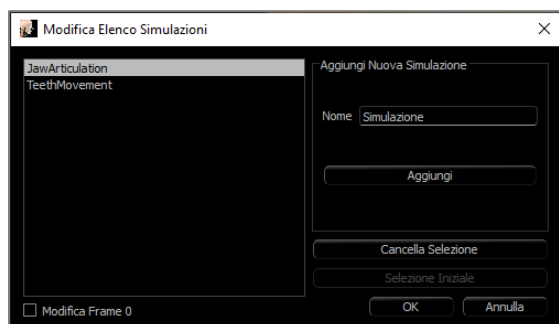 Modifica Elenco Simulazioni
JawArticulation
TeethMovement
Aggiungi Nuova Simulazione
Nome Simulazione
Aggiungi
Cancella Selezione
Selezione Iniziale
Modifica Frame 0
OK Annulla